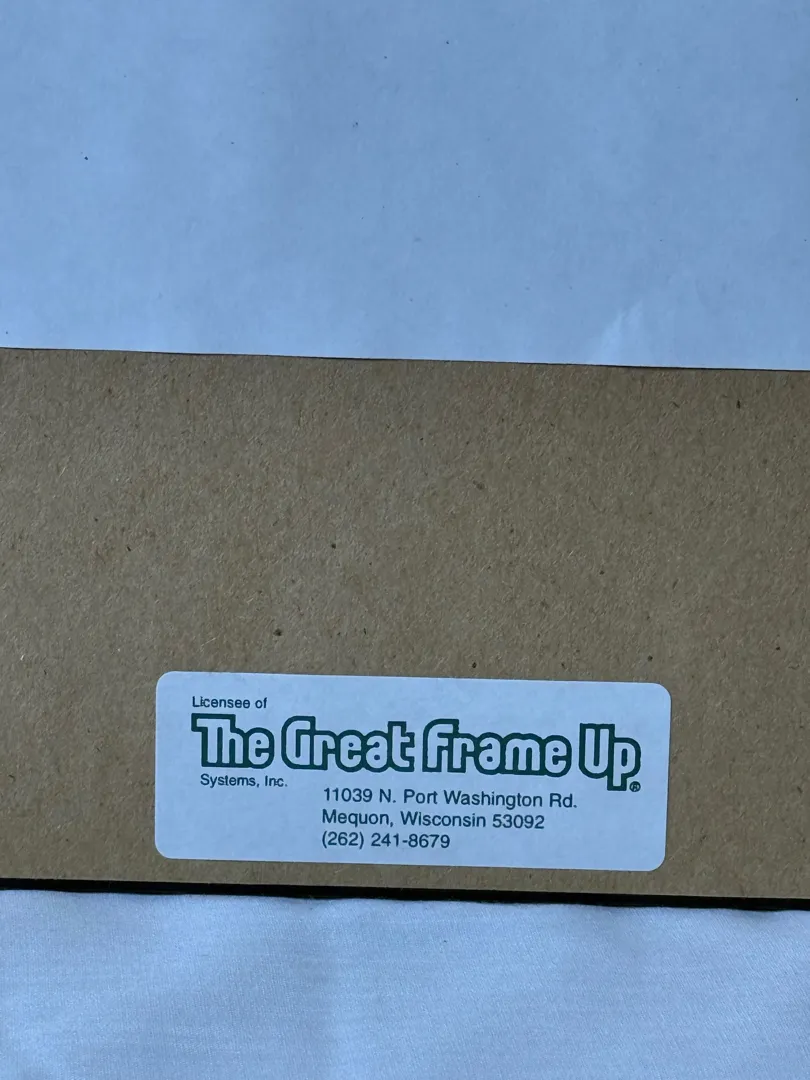 Licensee of
The Great Frame Up®
Systems, Inc.
11039 N. Port Washington Rd.
Mequon, Wisconsin 53092
(262) 241-8679